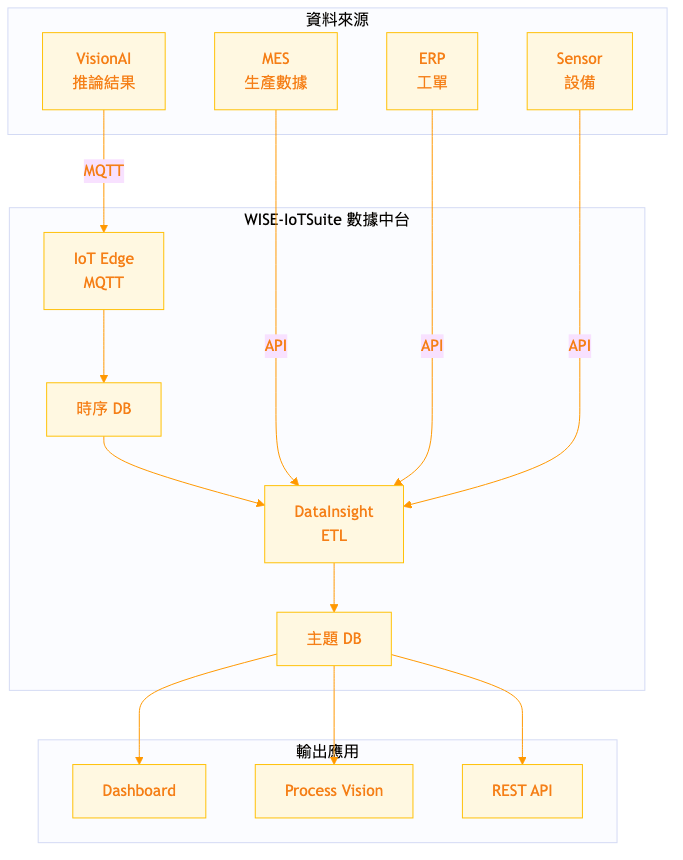 資料來源
VisionAI
推論結果
MES
生產數據
ERP
工單
Sensor
設備
MQTT
WISE-IoTSuite 數據中台
IoT Edge
MQTT
API
API
API
時序 DB
DataInsight
ETL
主題 DB
輸出應用
Dashboard
Process Vision
REST API